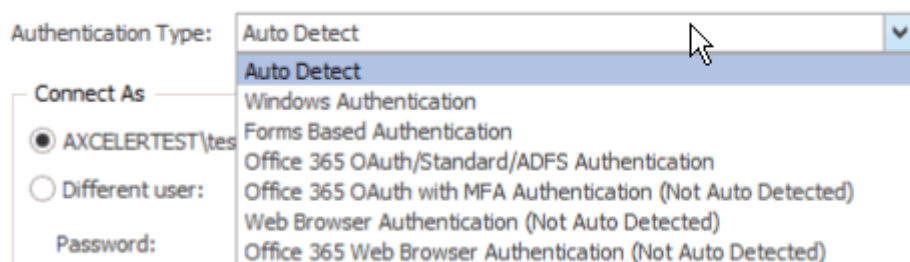 Authentication Type: Auto Detect
Auto Detect
Connect As
Windows Authentication
Forms Based Authentication
AXCELERTEST\tes
Office 365 OAuth/Standard/ADFS Authentication
Different user:
Office 365 OAuth with MFA Authentication (Not Auto Detected)
Web Browser Authentication (Not Auto Detected)
Password:
Office 365 Web Browser Authentication (Not Auto Detected)